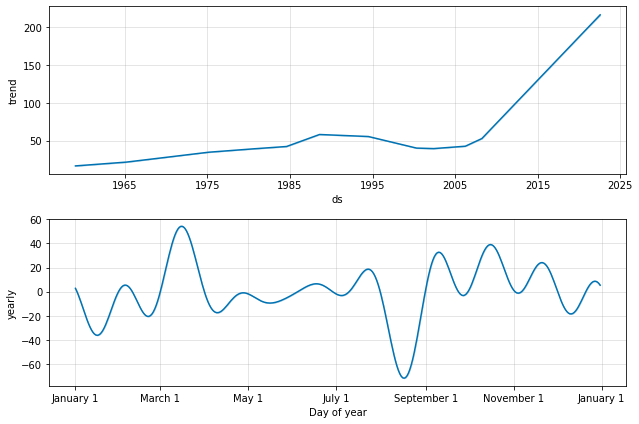 200
150
100
50
trend
1965 1975 1985 1995 2005 2015 2025
ds
60
40
20
0
−20
−40
−60
yearly
January 1 March 1 May 1 July 1 September 1 November 1 January 1
Day of year